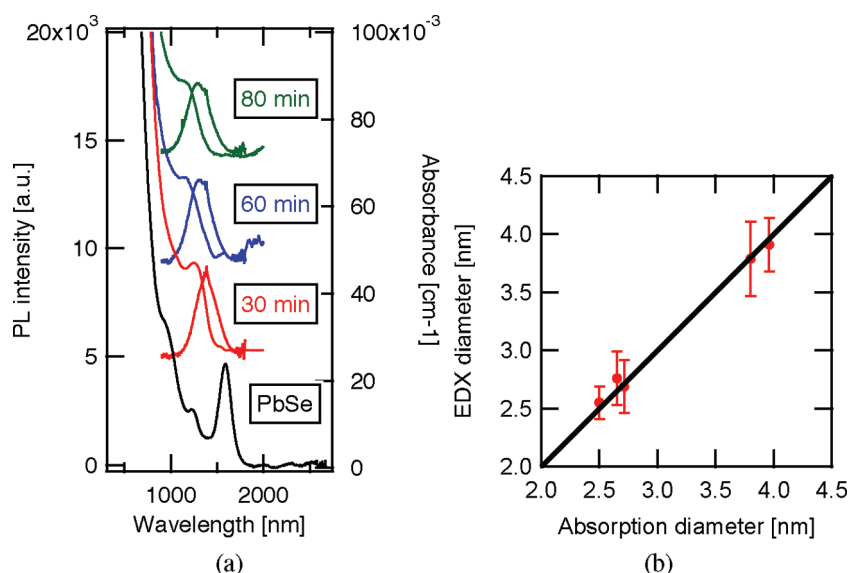 20x10³
15
10
5
0
PL intensity [a.u.]
1000
2000
Wavelength [nm]
100x10⁻³
80
60
40
20
0
Absorbance [cm-1]
80 min
60 min
30 min
PbSe
(a)
4.5
4.0
3.5
3.0
2.5
2.0
EDX diameter [nm]
2.0 2.5 3.0 3.5 4.0 4.5
Absorption diameter [nm]
(b)